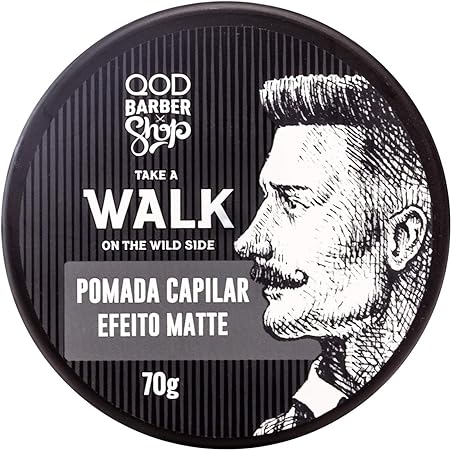 QOD
BARBER
Shop
TAKE A
WALK
ON THE WILD SIDE
POMADA CAPILAR
EFEITO MATTE
70g